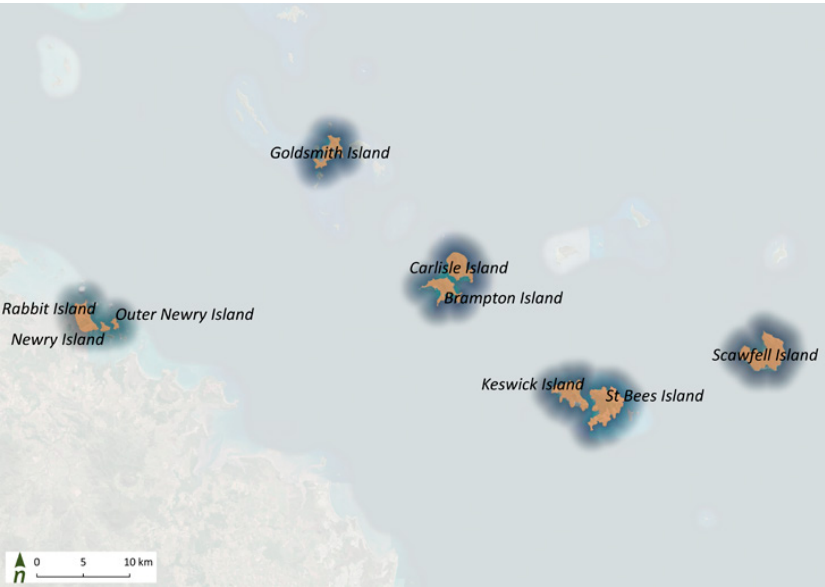 Goldsmith Island
Carlisle Island
Brampton Island
Rabbit Island
Outer Newry Island
Newry Island
Scawfell Island
Keswick Island
St Bees Island
0 5 10 km
n